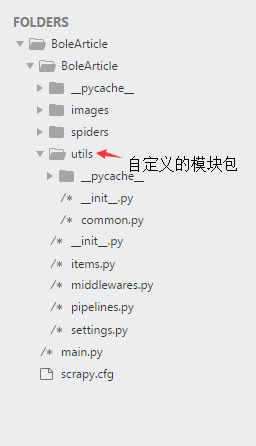 FOLDERS
BoleArticle
BoleArticle
__pycache__
images
spiders
utils 自定义的模块包
__pycache__
/* __init__.py
/* common.py
/* __init__.py
/* items.py
/* middlewares.py
/* pipelines.py
/* settings.py
/* main.py
scrapy.cfg